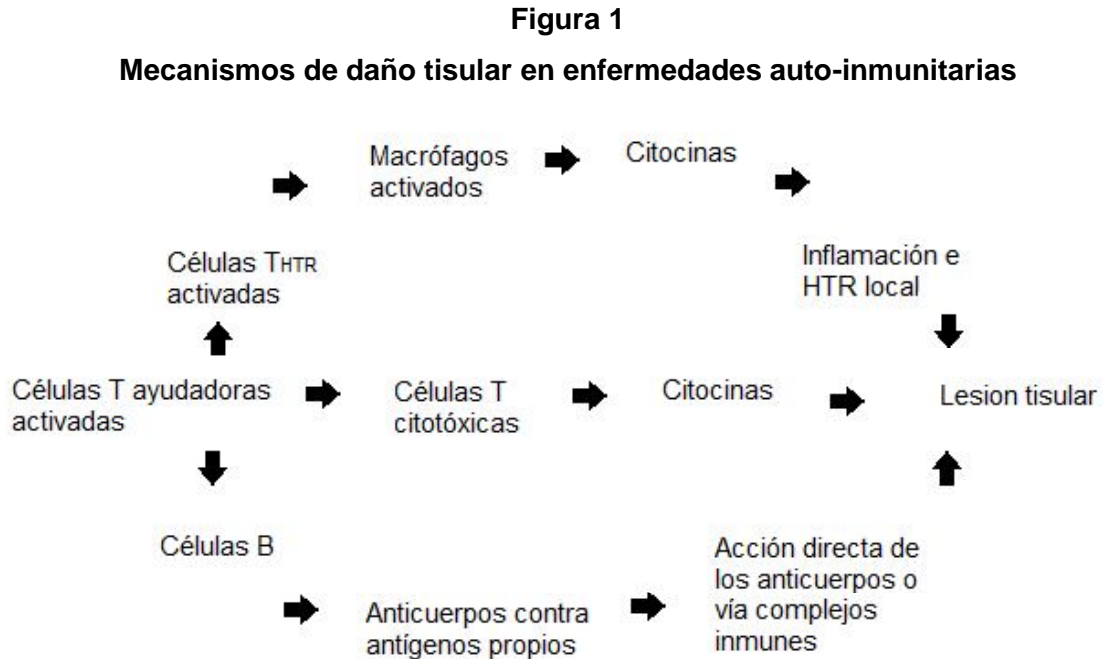 Figura 1
Mecanismos de daño tisular en enfermedades auto-inmunitarias
Macrófagos
activados
Citocinas
Células THTR
activadas
Inflamación e
HTR local
Células T ayudadoras
activadas
Células T
citotóxicas
Citocinas
Lesion tisular
Células B
Anticuerpos contra
antígenos propios
Acción directa de
los anticuerpos o
vía complejos
inmunes